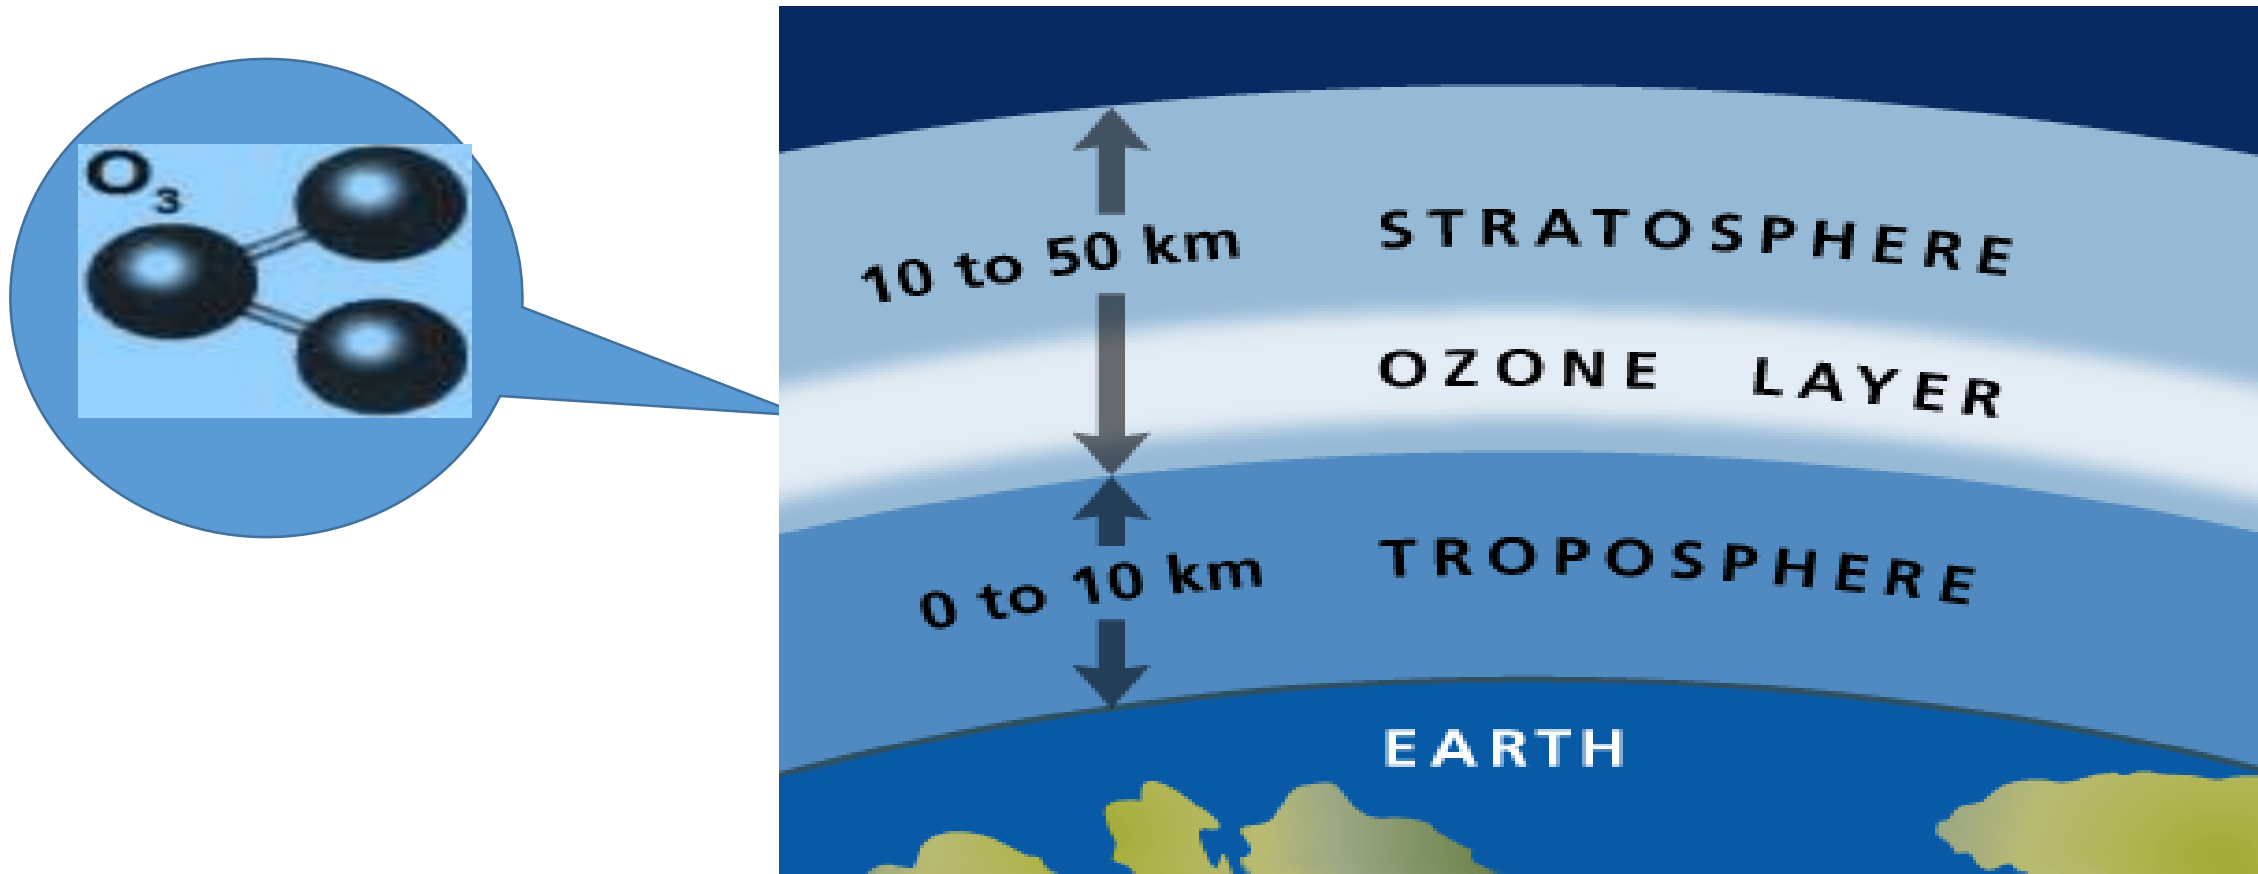 O3
10 to 50 km
STRATOSPHERE
OZONE LAYER
0 to 10 km
TROPOSPHERE
EARTH